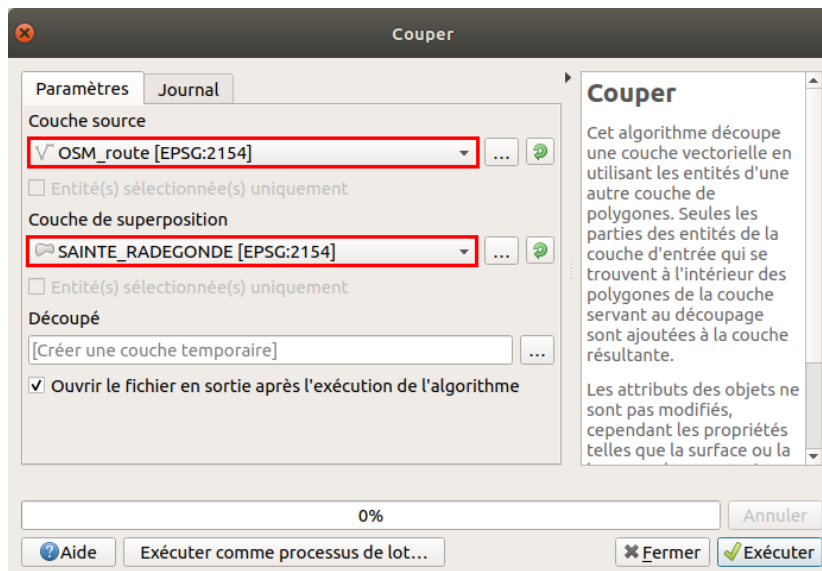 Couper
Paramètres
Journal
Couche source
OSM_route [EPSG:2154]
...
Entité(s) sélectionnée(s) uniquement
Couche de superposition
SAINTE_RADEGONDE [EPSG:2154]
...
Entité(s) sélectionnée(s) uniquement
Découpé
[Créer une couche temporaire]
...
Ouvrir le fichier en sortie après l'exécution de l'algorithme
Couper
Cet algorithme découpe
une couche vectorielle en
utilisant les entités d'une
autre couche de
polygones. Seules les
parties des entités de la
couche d'entrée qui se
trouvent à l'intérieur des
polygones de la couche
servant au découpage
sont ajoutées à la couche
résultante.
Les attributs des objets ne
sont pas modifiés,
cependant les propriétés
telles que la surface ou la
0%
Annuler
Aide
Exécuter comme processus de lot...
Fermer
Exécuter